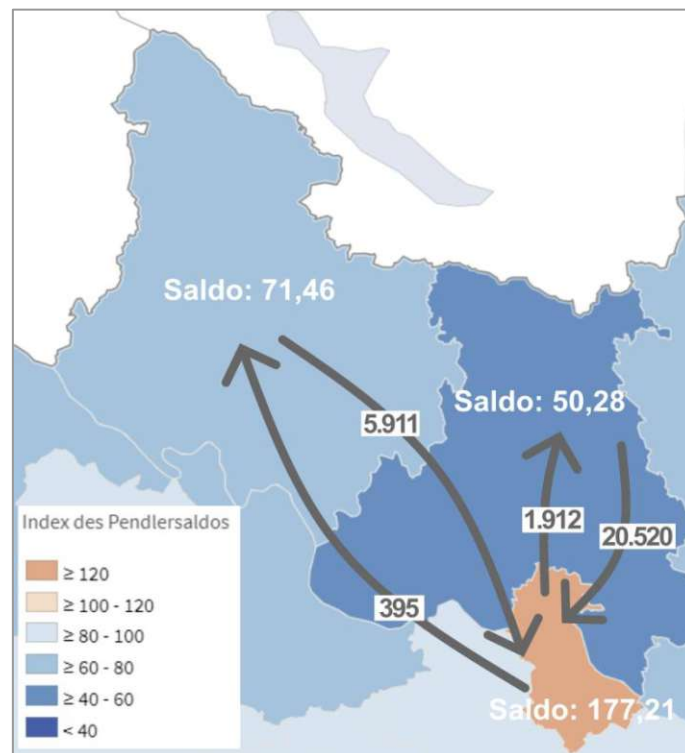 Saldo: 71,46
Saldo: 50,28
5.911
1.912
20.520
395
Saldo: 177,21
Index des Pendlersaldos
≥ 120
≥ 100 - 120
≥ 80 - 100
≥ 60 - 80
≥ 40 - 60
< 40